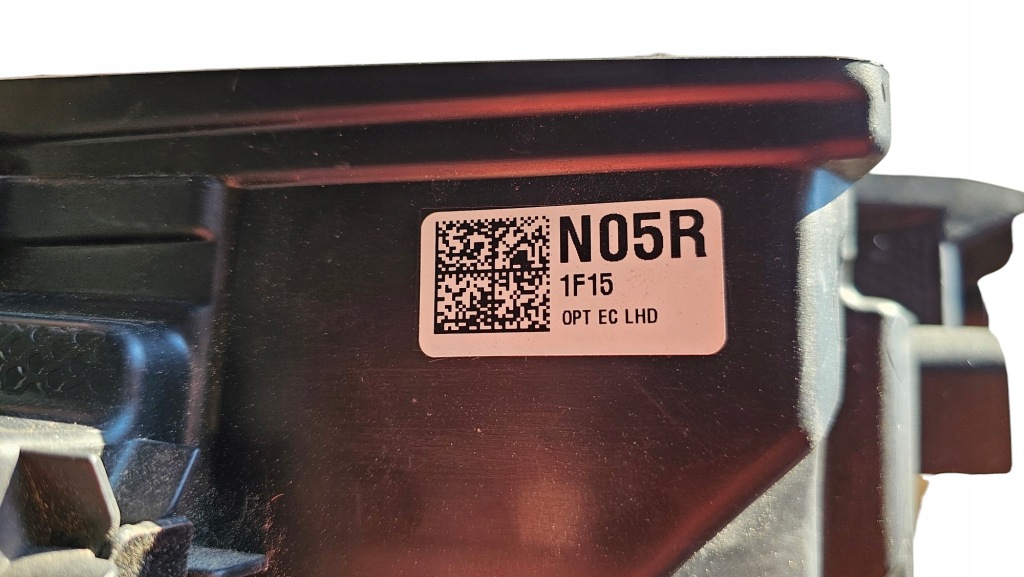 N05R
1F15
OPT EC LHD